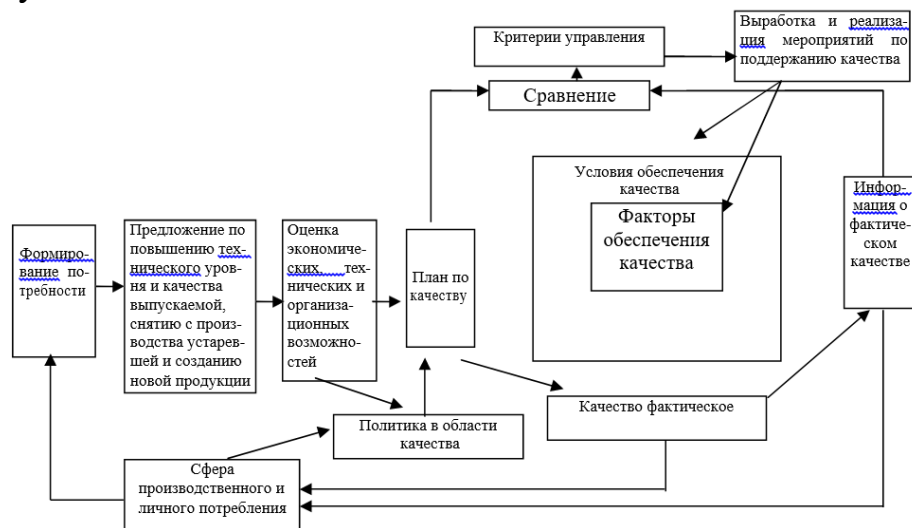 Критерии управления
Выработка и реализа-
ция мероприятий по
поддержанию качества
Сравнение
Условия обеспечения
качества
Факторы
обеспечения
качества
Инфор-
мация о
фактиче-
ском
качестве
Формиро-
вание по-
требности
Предложение по
повышению тех-
нического уров-
ня и качества
выпускаемой,
снятию с произ-
водства устарев-
шей и созданию
новой продукции
Оценка
экономиче-
ских, тех-
нических и
организа-
ционных
возможно-
стей
План по
качеству
Политика в области
качества
Качество фактическое
Сфера
производственного и
личного потребления